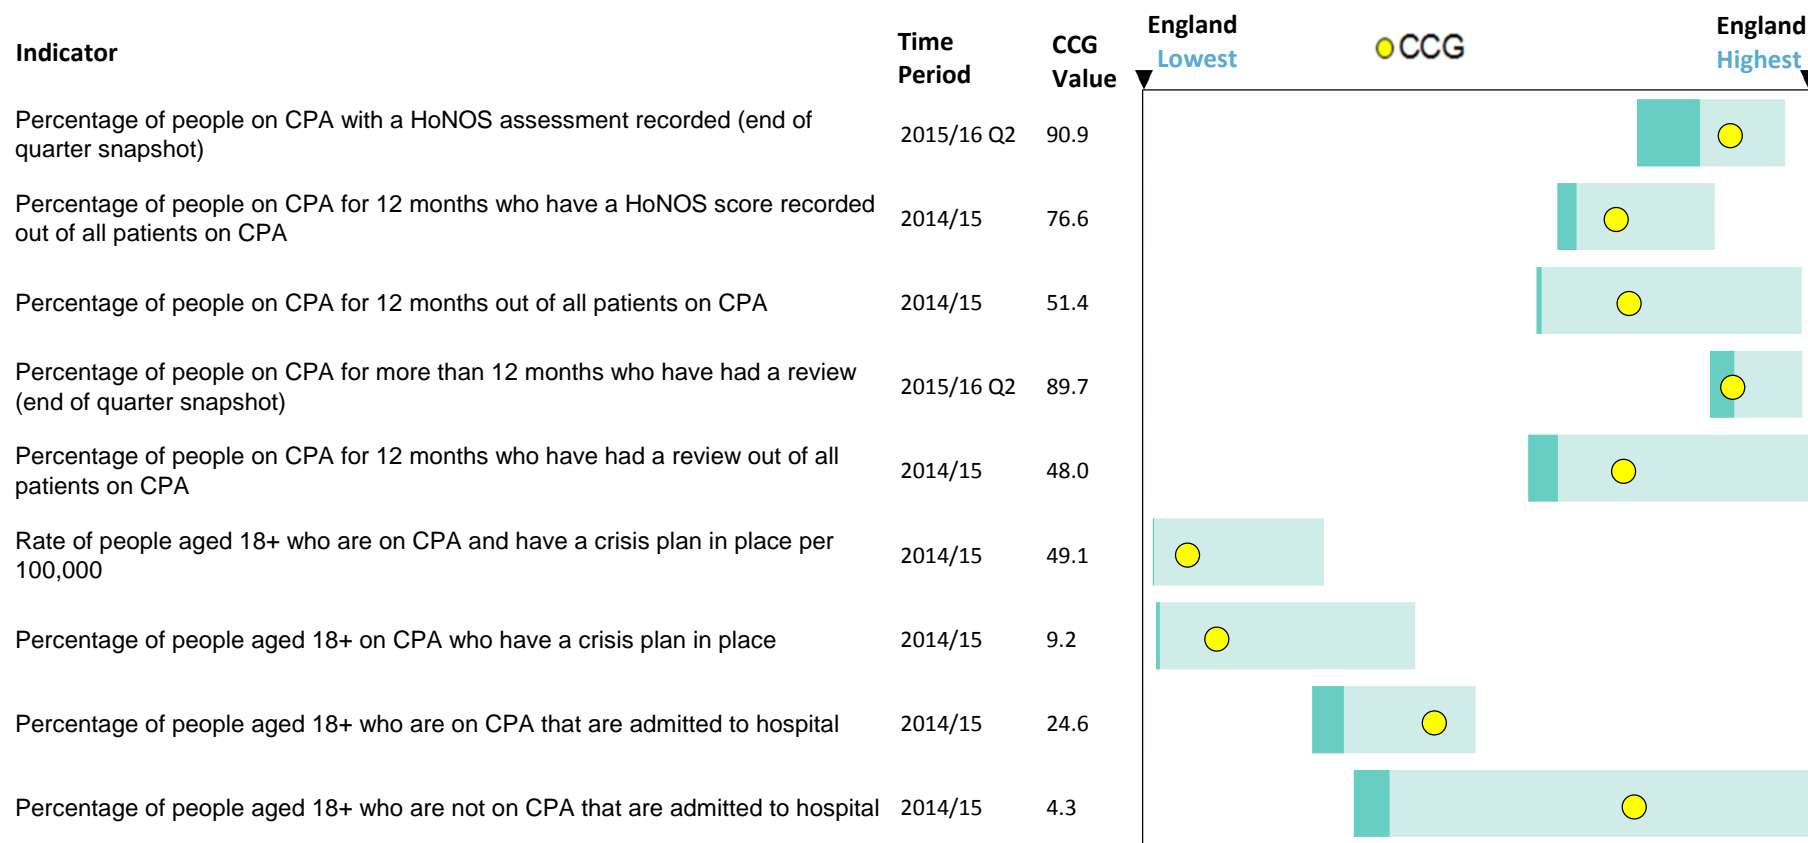 Indicator
Time Period
CCG Value
England Lowest
CCG
England Highest
Percentage of people on CPA with a HoNOS assessment recorded (end of
quarter snapshot)
2015/16 Q2
90.9
Percentage of people on CPA for 12 months who have a HoNOS score recorded
out of all patients on CPA
2014/15
76.6
Percentage of people on CPA for 12 months out of all patients on CPA
2014/15
51.4
Percentage of people on CPA for more than 12 months who have had a review
(end of quarter snapshot)
2015/16 Q2
89.7
Percentage of people on CPA for 12 months who have had a review out of all
patients on CPA
2014/15
48.0
Rate of people aged 18+ who are on CPA and have a crisis plan in place per
100,000
2014/15
49.1
Percentage of people aged 18+ on CPA who have a crisis plan in place
2014/15
9.2
Percentage of people aged 18+ who are on CPA that are admitted to hospital
2014/15
24.6
Percentage of people aged 18+ who are not on CPA that are admitted to hospital
2014/15
4.3